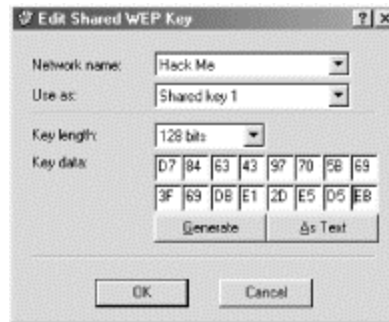 Edit Shared WEP Key
Network name: Hack Me
Use as: Shared key 1
Key length: 128 bits
Key data: D7 84 63 43 97 70 5B 69
3F 69 DB E1 2D E5 D5 EB
Generate As Text
OK Cancel